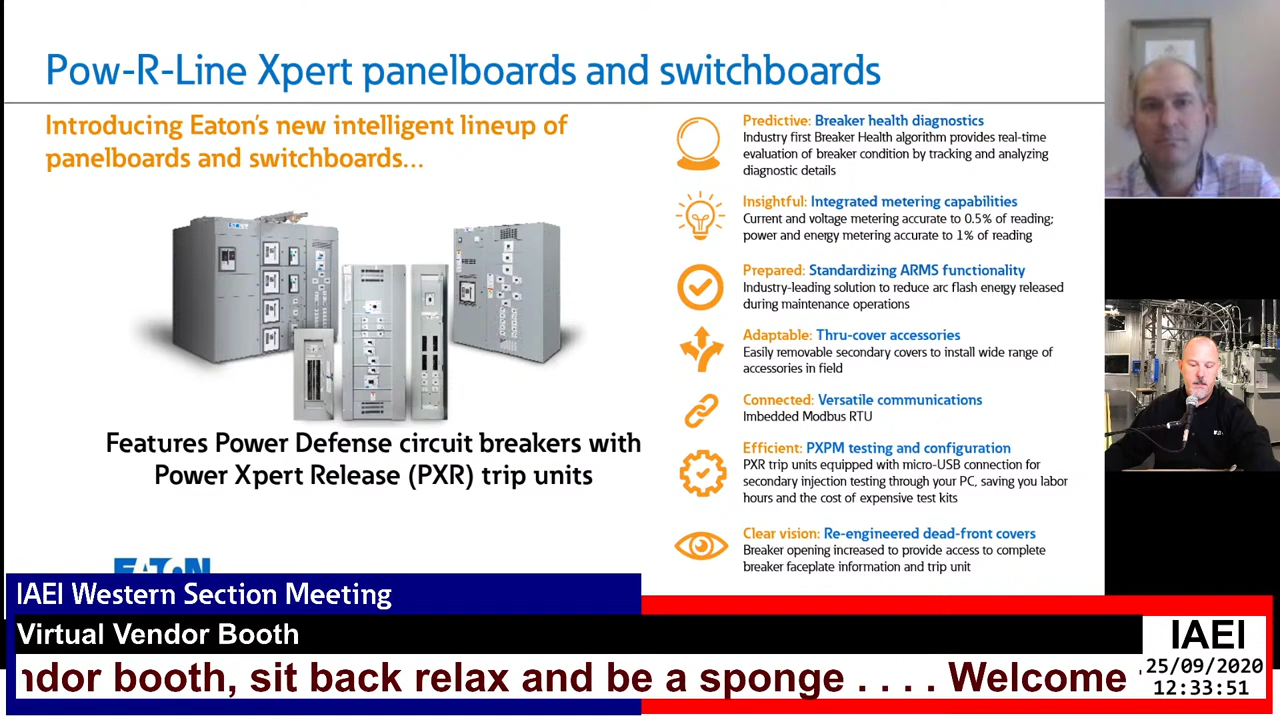 Pow-R-Line Xpert panelboards and switchboards
Introducing Eaton's new intelligent lineup of
panelboards and switchboards...
Features Power Defense circuit breakers with
Power Xpert Release (PXR) trip units
Predictive: Breaker health diagnostics
Industry first Breaker Health algorithm provides real-time
evaluation of breaker condition by tracking and analyzing
diagnostic details
Insightful: Integrated metering capabilities
Current and voltage metering accurate to 0.5% of reading;
power and energy metering accurate to 1% of reading
Prepared: Standardizing ARMS functionality
Industry-leading solution to reduce arc flash energy released
during maintenance operations
Adaptable: Thru-cover accessories
Easily removable secondary covers to install wide range of
accessories in field
Connected: Versatile communications
Imbedded Modbus RTU
Efficient: PXPM testing and configuration
PXR trip units equipped with micro-USB connection for
secondary injection testing through your PC, saving you labor
hours and the cost of expensive test kits
Clear vision: Re-engineered dead-front covers
Breaker opening increased to provide access to complete
breaker faceplate information and trip unit
EATON
IAEI Western Section Meeting
Virtual Vendor Booth
ndor booth, sit back relax and be a sponge . . . . Welcome
IAEI
25/09/2020
12:33:51